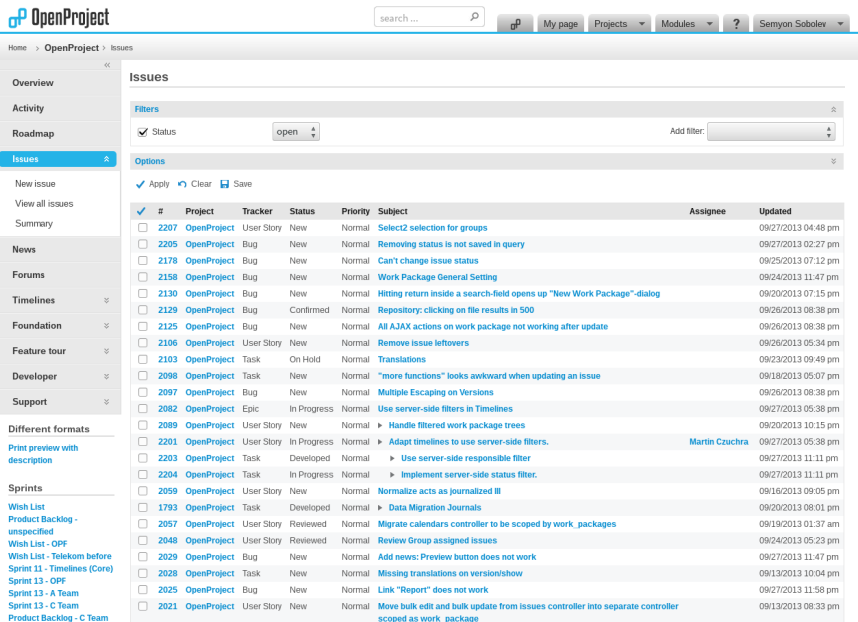 OpenProject
search ...
My page
Projects
Modules
?
Semyon Sobolev
Home > OpenProject > Issues
Overview
Activity
Roadmap
Issues
New issue
View all issues
Summary
News
Forums
Timelines
Foundation
Feature tour
Developer
Support
Different formats
Print preview with
description
Sprints
Wish List
Product Backlog -
unspecified
Wish List - OPF
Wish List - Telekom before
Sprint 11 - Timelines (Core)
Sprint 13 - OPF
Sprint 13 - A Team
Sprint 13 - C Team
Product Backlog - C Team
Issues
Filters
Status open Add filter:
Options
Apply Clear Save
# Project Tracker Status Priority Subject Assignee Updated
2207 OpenProject User Story New Normal Select2 selection for groups 09/27/2013 04:48 pm
2205 OpenProject Bug New Normal Removing status is not saved in query 09/27/2013 02:27 pm
2178 OpenProject Bug New Normal Can't change issue status 09/25/2013 07:12 pm
2158 OpenProject Bug New Normal Work Package General Setting 09/24/2013 11:47 pm
2130 OpenProject Bug New Normal Hitting return inside a search-field opens up "New Work Package"-dialog 09/20/2013 07:15 pm
2129 OpenProject Bug Confirmed Normal Repository: clicking on file results in 500 09/26/2013 08:38 pm
2125 OpenProject Bug New Normal All AJAX actions on work package not working after update 09/26/2013 08:38 pm
2106 OpenProject User Story New Normal Remove issue leftovers 09/26/2013 05:34 pm
2103 OpenProject Task On Hold Normal Translations 09/23/2013 09:49 pm
2098 OpenProject Task New Normal "more functions" looks awkward when updating an issue 09/18/2013 05:07 pm
2097 OpenProject Bug New Normal Multiple Escaping on Versions 09/26/2013 08:38 pm
2082 OpenProject Epic In Progress Normal Use server-side filters in Timelines 09/27/2013 05:38 pm
2089 OpenProject User Story New Normal Handle filtered work package trees 09/20/2013 10:15 pm
2201 OpenProject User Story In Progress Normal Adapt timelines to use server-side filters. Martin Czuchra 09/27/2013 05:38 pm
2203 OpenProject Task Developed Normal Use server-side responsible filter 09/27/2013 11:11 pm
2204 OpenProject Task In Progress Normal Implement server-side status filter. 09/27/2013 11:11 pm
2059 OpenProject User Story New Normal Normalize acts as journalized III 09/16/2013 09:05 pm
1793 OpenProject Task Developed Normal Data Migration Journals 09/20/2013 08:01 pm
2057 OpenProject User Story Reviewed Normal Migrate calendars controller to be scoped by work_packages 09/19/2013 01:37 am
2048 OpenProject User Story Reviewed Normal Review Group assigned issues 09/24/2013 05:23 pm
2029 OpenProject Bug New Normal Add news: Preview button does not work 09/27/2013 11:47 pm
2028 OpenProject Task New Normal Missing translations on version/show 09/13/2013 10:04 pm
2025 OpenProject Bug New Normal Link "Report" does not work 09/27/2013 11:58 pm
2021 OpenProject User Story New Normal Move bulk edit and bulk update from issues controller into separate controller 09/13/2013 08:33 pm
scoped as work_package